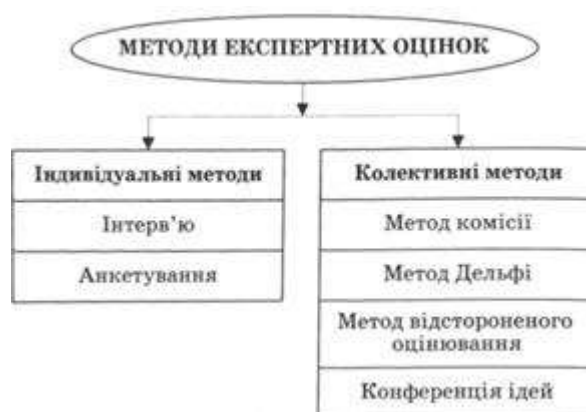 МЕТОДИ ЕКСПЕРТНИХ ОЦІНОК
Індивідуальні методи
Інтерв’ю
Анкетування
Колективні методи
Метод комісії
Метод Дельфі
Метод відстороненого
оцінювання
Конференція ідей